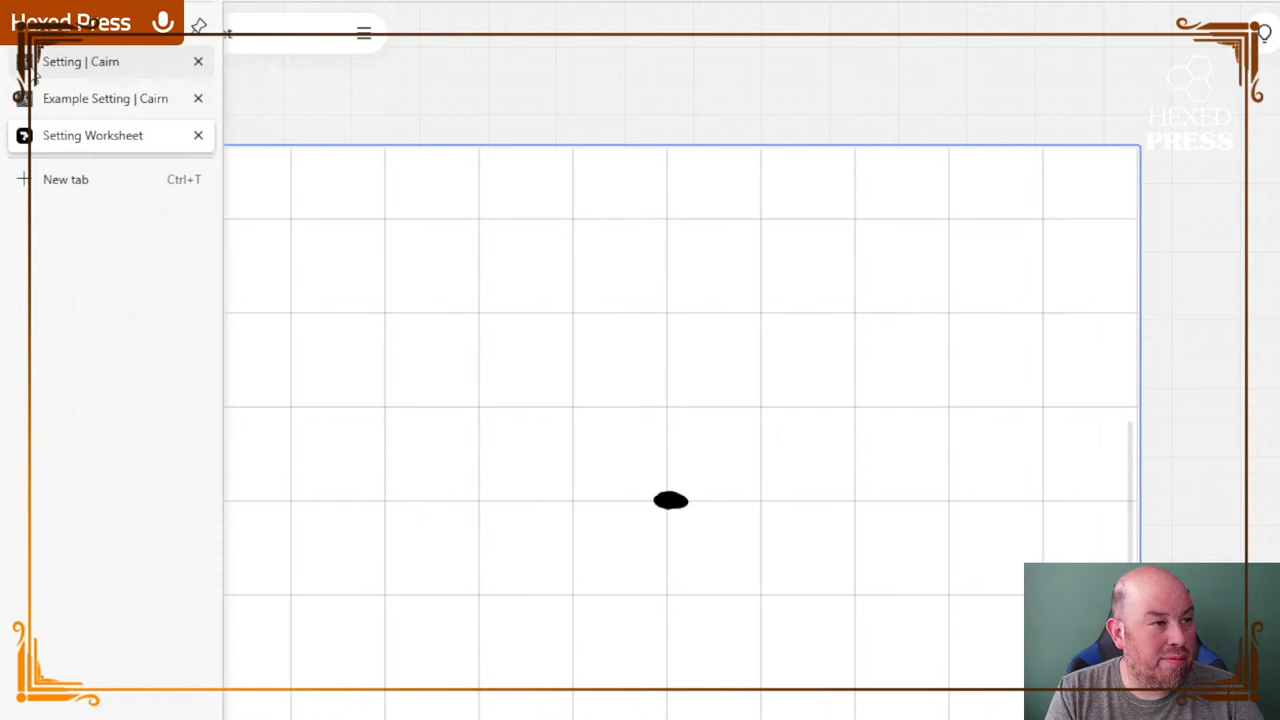 Hexed Press
Setting | Cairn
Example Setting | Cairn
Setting Worksheet
New tab Ctrl+T
HEXED
PRESS